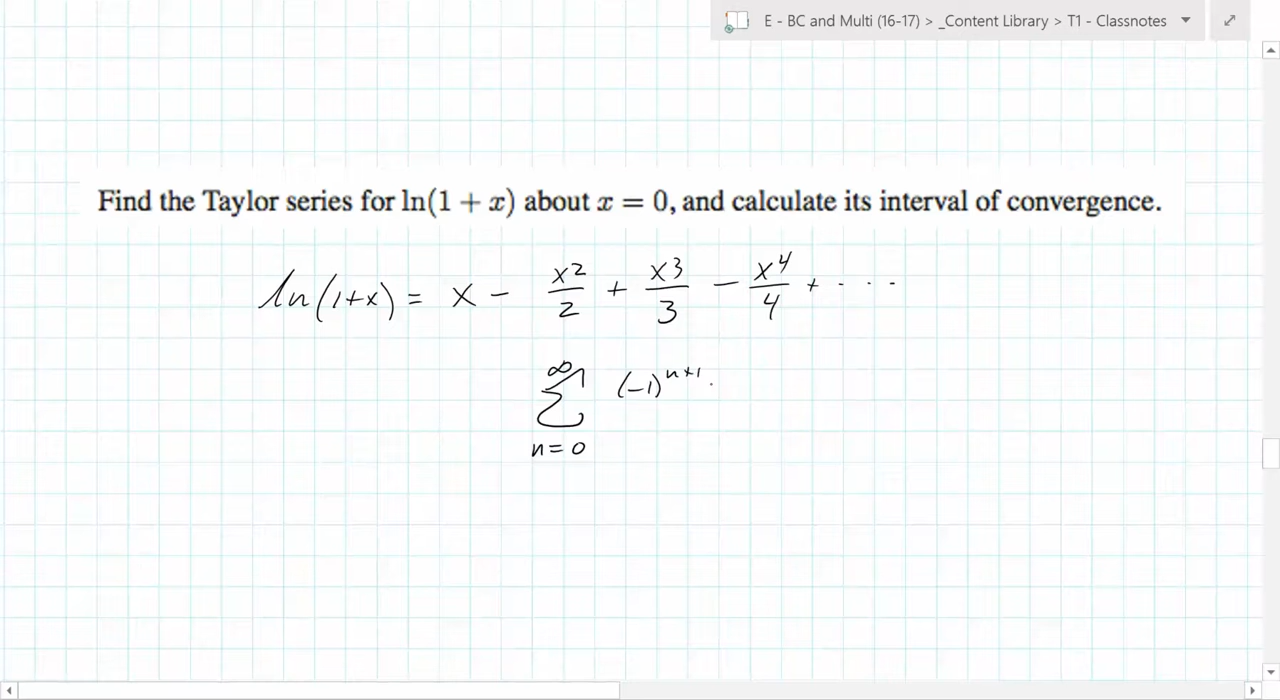 E - BC and Multi (16-17) > _Content Library > T1 - Classnotes
Find the Taylor series for ln(1 + x) about x = 0, and calculate its interval of convergence.
ln(1+x) = x - x²/2 + x³/3 - x⁴/4 + · · ·
∞
Σ (-1)ⁿ⁺¹ ·
n = 0